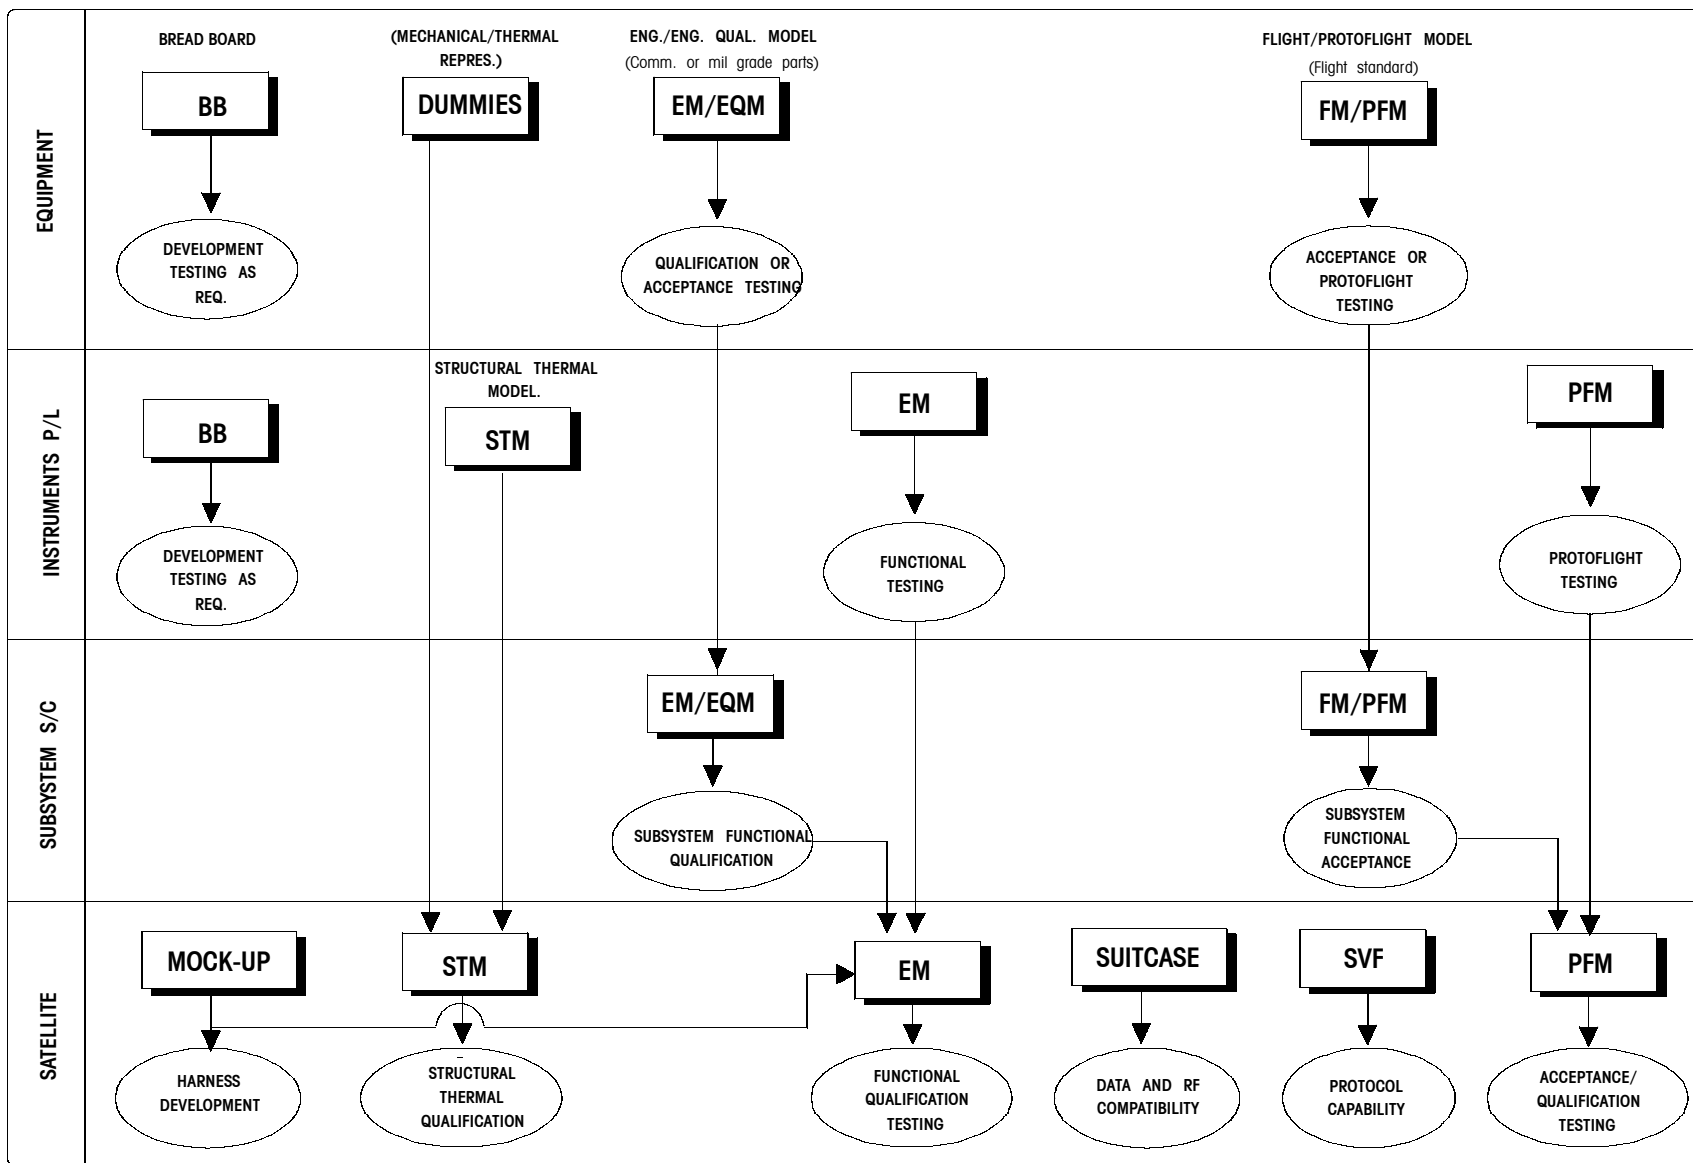 EQUIPMENT
BREAD BOARD
BB
DEVELOPMENT
TESTING AS
REQ.
(MECHANICAL/THERMAL
REPRES.)
DUMMIES
ENG./ENG. QUAL. MODEL
(Comm. or mil grade parts)
EM/EQM
QUALIFICATION OR
ACCEPTANCE TESTING
FLIGHT/PROTOFLIGHT MODEL
(Flight standard)
FM/PFM
ACCEPTANCE OR
PROTOFLIGHT
TESTING
INSTRUMENTS P/L
BB
DEVELOPMENT
TESTING AS
REQ.
STRUCTURAL THERMAL
MODEL.
STM
EM
FUNCTIONAL
TESTING
PFM
PROTOFLIGHT
TESTING
SUBSYSTEM S/C
EM/EQM
SUBSYSTEM FUNCTIONAL
QUALIFICATION
FM/PFM
SUBSYSTEM
FUNCTIONAL
ACCEPTANCE
SATELLITE
MOCK-UP
HARNESS
DEVELOPMENT
STM
STRUCTURAL
THERMAL
QUALIFICATION
EM
FUNCTIONAL
QUALIFICATION
TESTING
SUITCASE
DATA AND RF
COMPATIBILITY
SVF
PROTOCOL
CAPABILITY
PFM
ACCEPTANCE/
QUALIFICATION
TESTING